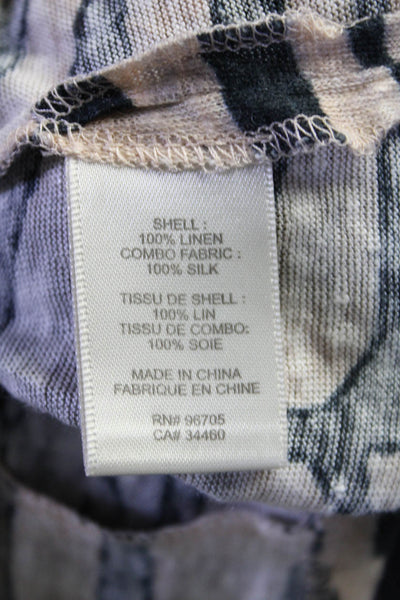 SHELL :
100% LINEN
COMBO FABRIC :
100% SILK
TISSU DE SHELL :
100% LIN
TISSU DE COMBO:
100% SOIE
MADE IN CHINA
FABRIQUE EN CHINE
RN# 96705
CA# 34460